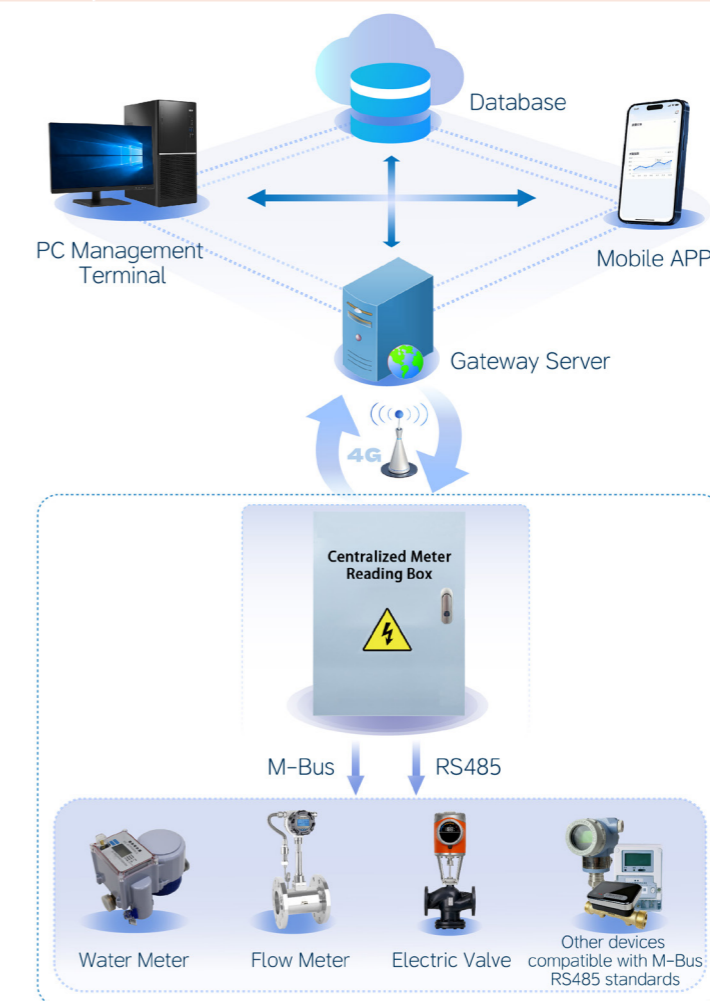 Database
PC Management
Terminal
Mobile APP
Gateway Server
4G
Centralized Meter
Reading Box
M-Bus
RS485
Water Meter
Flow Meter
Electric Valve
Other devices
compatible with M-Bus
RS485 standards